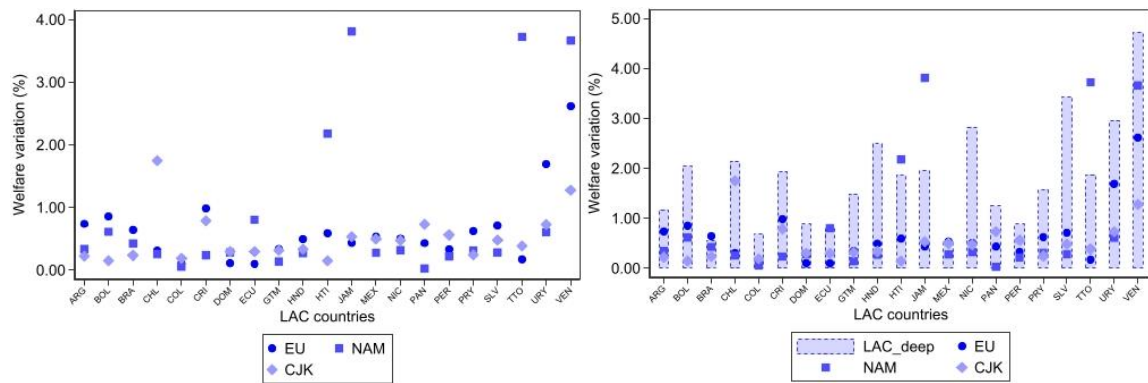 4.00
3.00
2.00
1.00
0.00
Welfare variation (%)
ARG BOL BRA CHL COL CRI DOM ECU GTM HND HTI JAM MEX NIC PAN PER PRY SLV TTO URY VEN
LAC countries
EU NAM
CJK
5.00
4.00
3.00
2.00
1.00
0.00
Welfare variation (%)
ARG BOL BRA CHL COL CRI DOM ECU GTM HND HTI JAM MEX NIC PAN PER PRY SLV TTO URY VEN
LAC countries
LAC_deep EU
NAM CJK